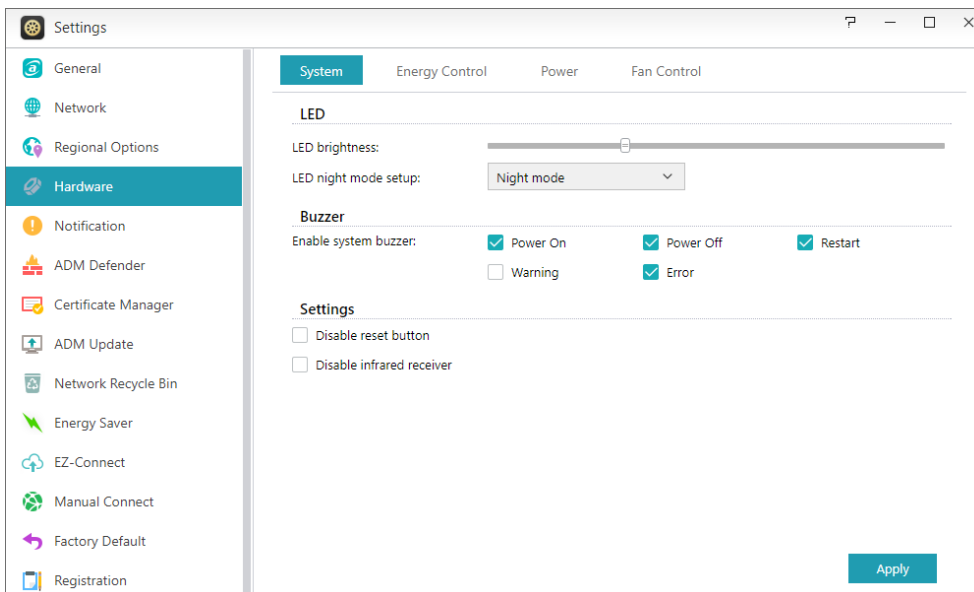 Settings
General
Network
Regional Options
Hardware
Notification
ADM Defender
Certificate Manager
ADM Update
Network Recycle Bin
Energy Saver
EZ-Connect
Manual Connect
Factory Default
Registration
System Energy Control Power Fan Control
LED
LED brightness:
LED night mode setup: Night mode
Buzzer
Enable system buzzer: Power On Power Off Restart
Warning Error
Settings
Disable reset button
Disable infrared receiver
Apply